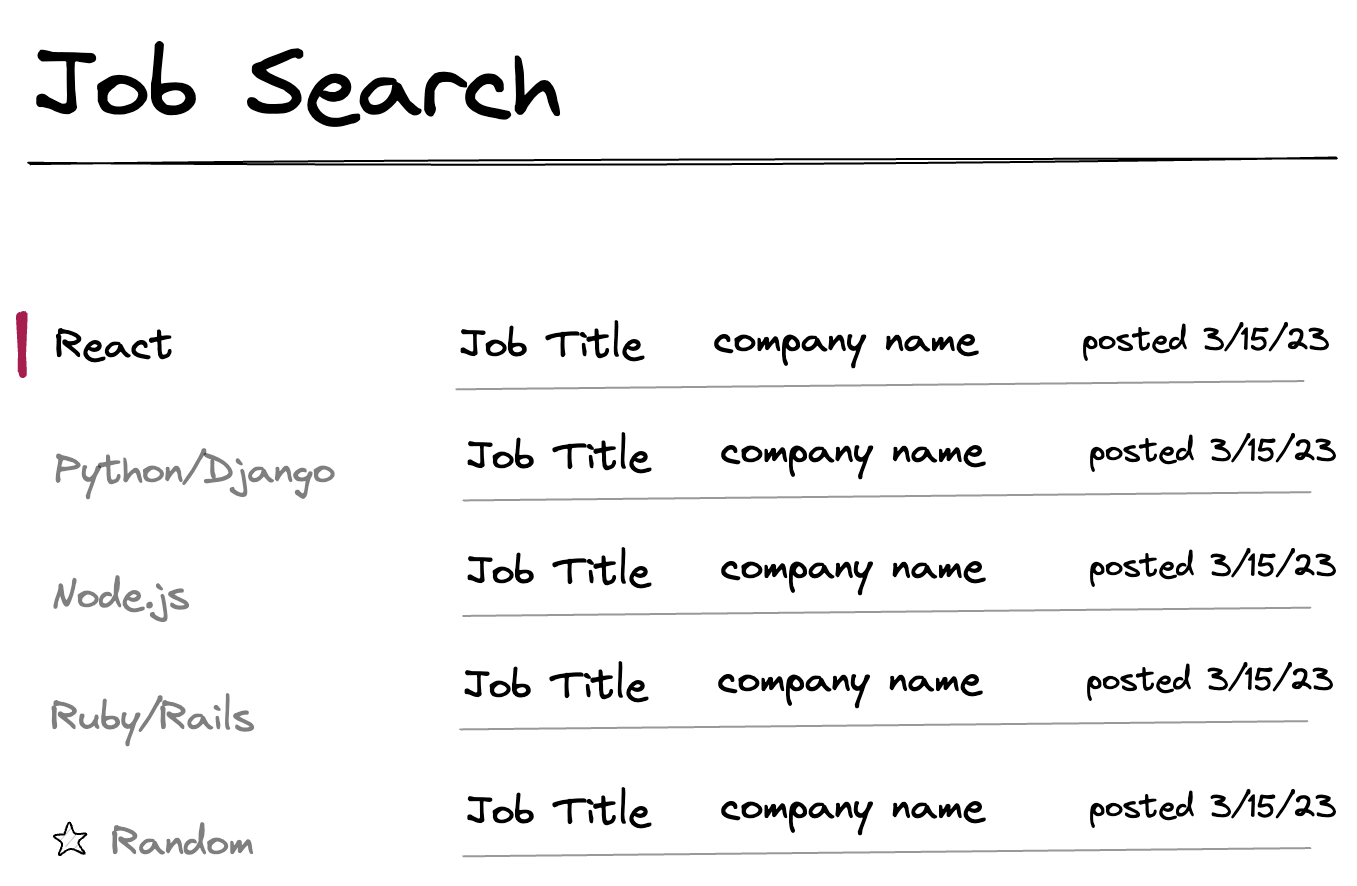 Job Search
React Job Title company name posted 3/15/23
Python/Django Job Title company name posted 3/15/23
Node.js Job Title company name posted 3/15/23
Ruby/Rails Job Title company name posted 3/15/23
Random Job Title company name posted 3/15/23